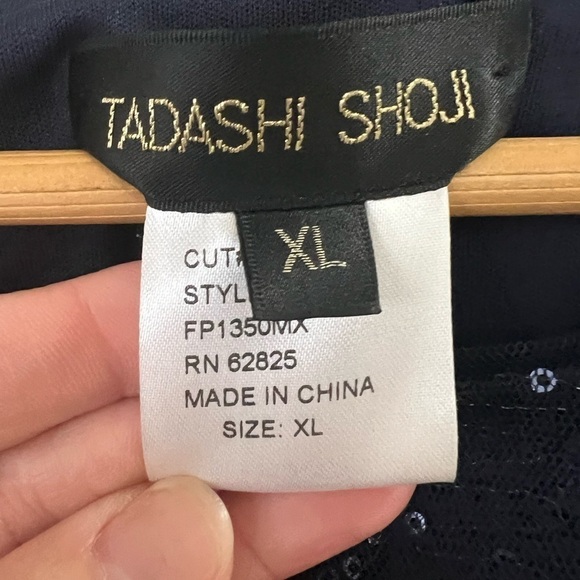 TADASHI SHOJI
XL
CUT#
STYL
FP1350MX
RN 62825
MADE IN CHINA
SIZE: XL